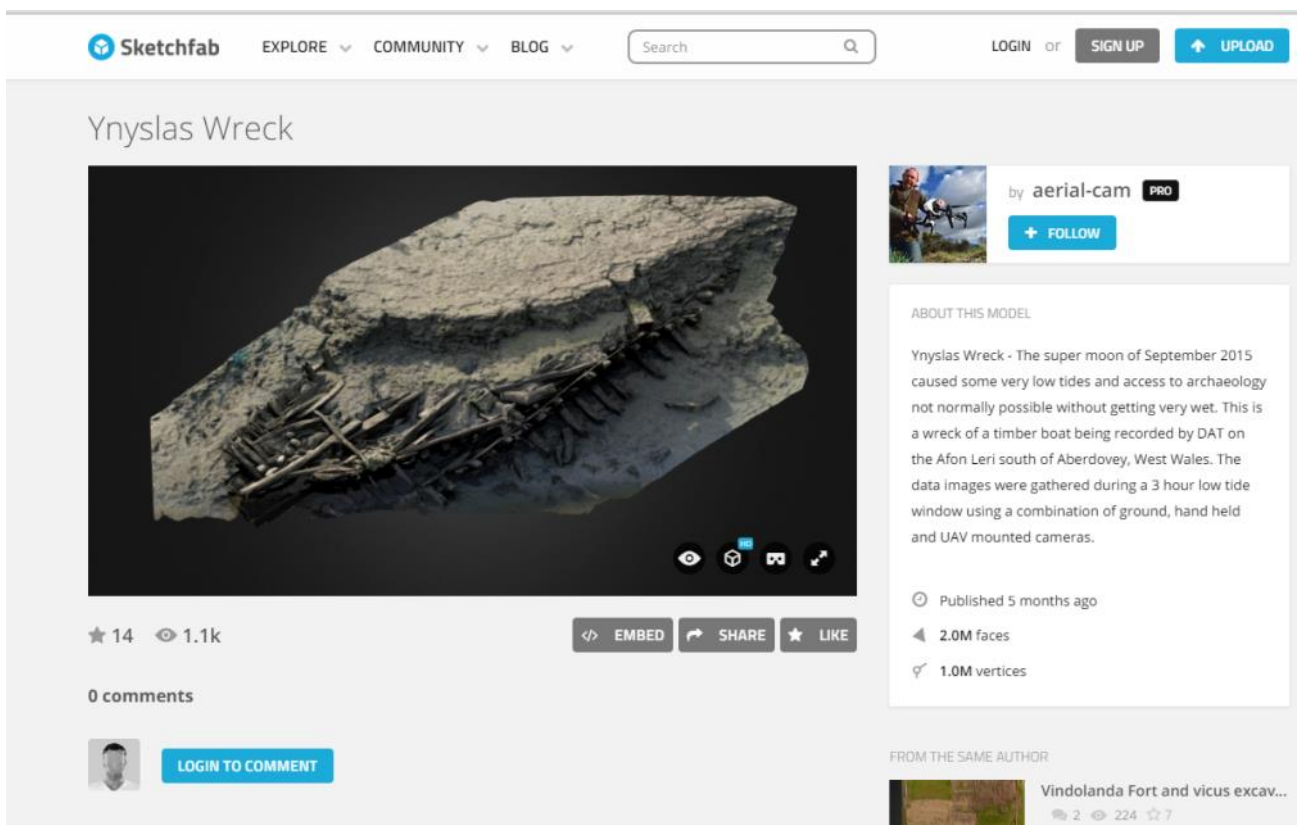 Sketchfab EXPLORE COMMUNITY BLOG Search LOGIN or SIGN UP UPLOAD
Ynyslas Wreck
by aerial-cam PRO
+ FOLLOW
ABOUT THIS MODEL
Ynyslas Wreck - The super moon of September 2015
caused some very low tides and access to archaeology
not normally possible without getting very wet. This is
a wreck of a timber boat being recorded by DAT on
the Afon Leri south of Aberdovey, West Wales. The
data images were gathered during a 3 hour low tide
window using a combination of ground, hand held
and UAV mounted cameras.
HD
Published 5 months ago
2.0M faces
1.0M vertices
14 1.1k EMBED SHARE LIKE
0 comments
LOGIN TO COMMENT
FROM THE SAME AUTHOR
Vindolanda Fort and vicus excav...
2 224 7